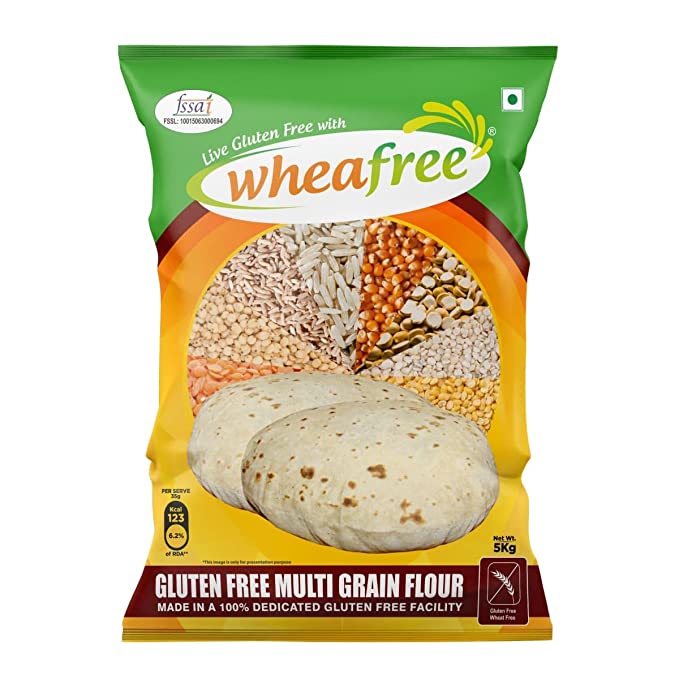 fssai
FSSL: 10015063000694
Live Gluten Free with
wheafree®
PER SERVE
35g
Kcal
123
6.2%
of RDA**
Net Wt.
5Kg
*This image is only for presentation purpose
GLUTEN FREE MULTI GRAIN FLOUR
MADE IN A 100% DEDICATED GLUTEN FREE FACILITY
Gluten Free
Wheat Free